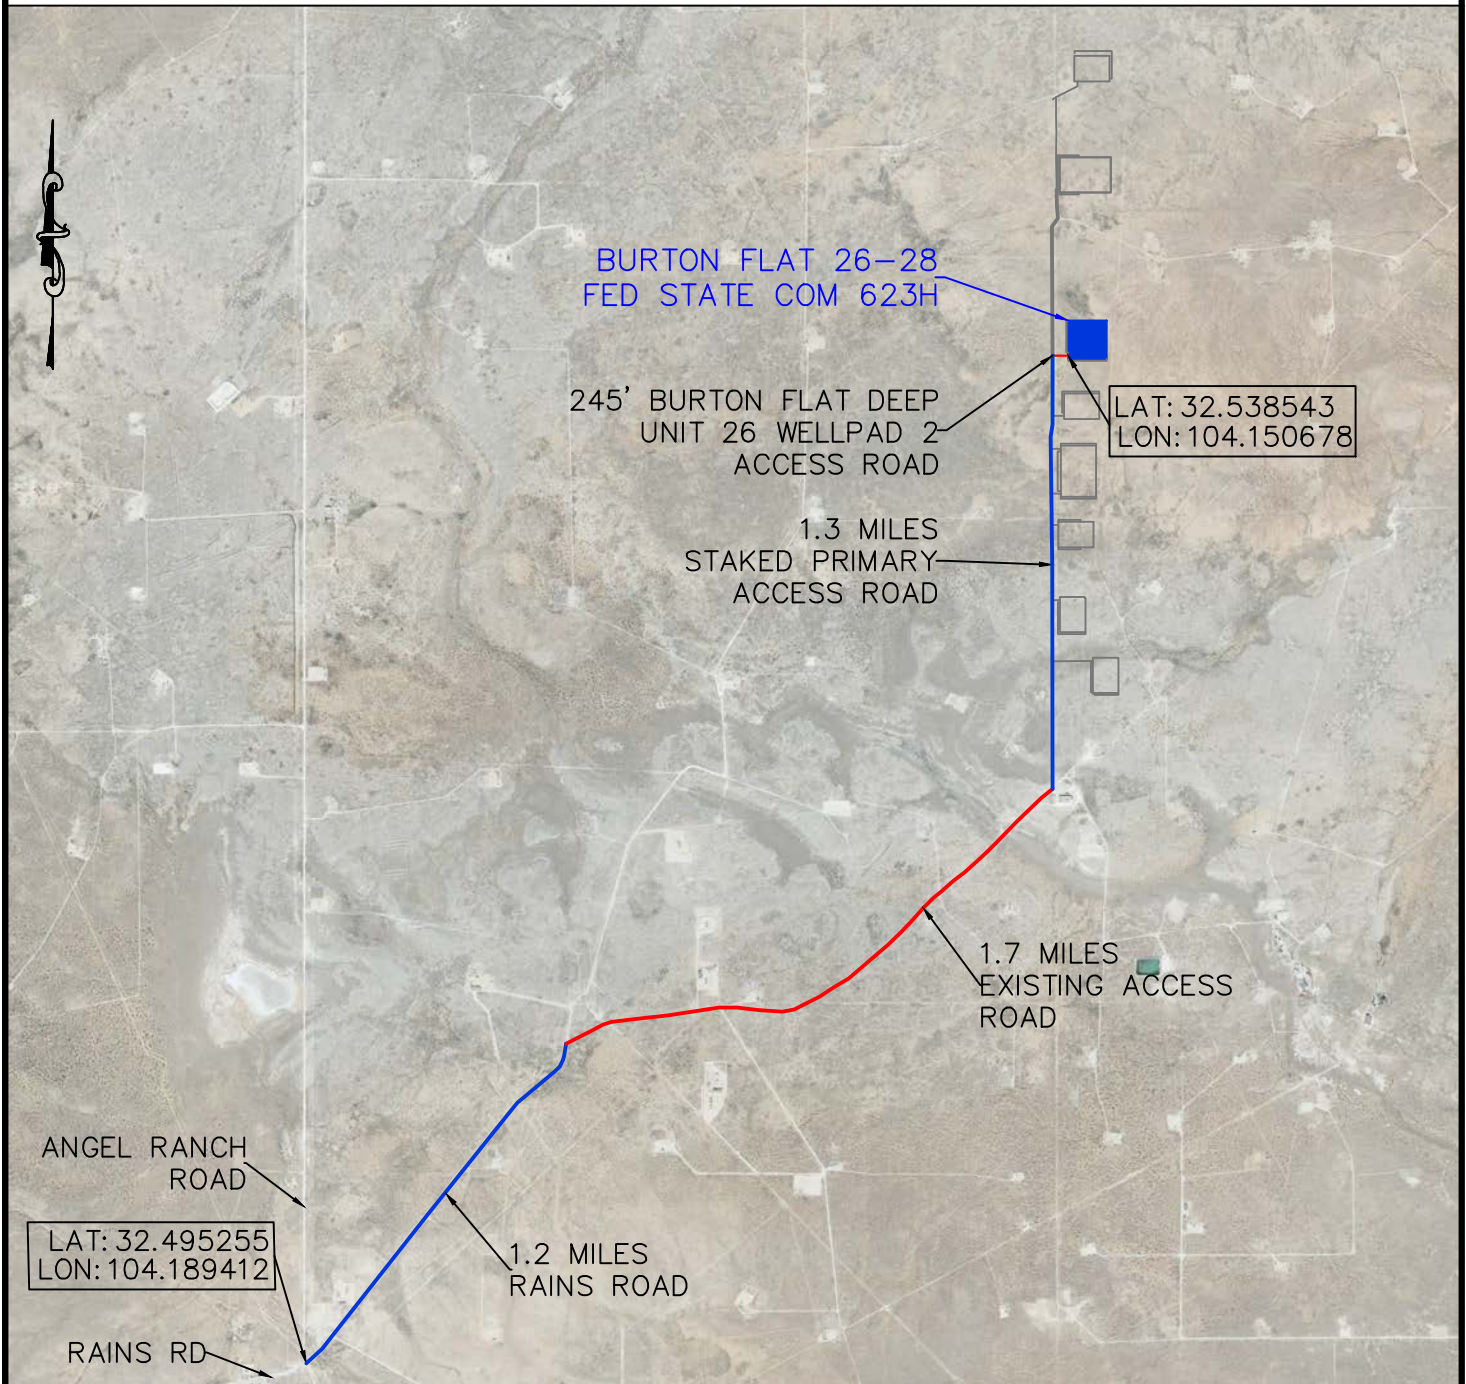 BURTON FLAT 26-28
FED STATE COM 623H
245' BURTON FLAT DEEP
UNIT 26 WELLPAD 2
ACCESS ROAD
LAT: 32.538543
LON: 104.150678
1.3 MILES
STAKED PRIMARY
ACCESS ROAD
1.7 MILES
EXISTING ACCESS
ROAD
ANGEL RANCH
ROAD
LAT: 32.495255
LON: 104.189412
1.2 MILES
RAINS ROAD
RAINS RD